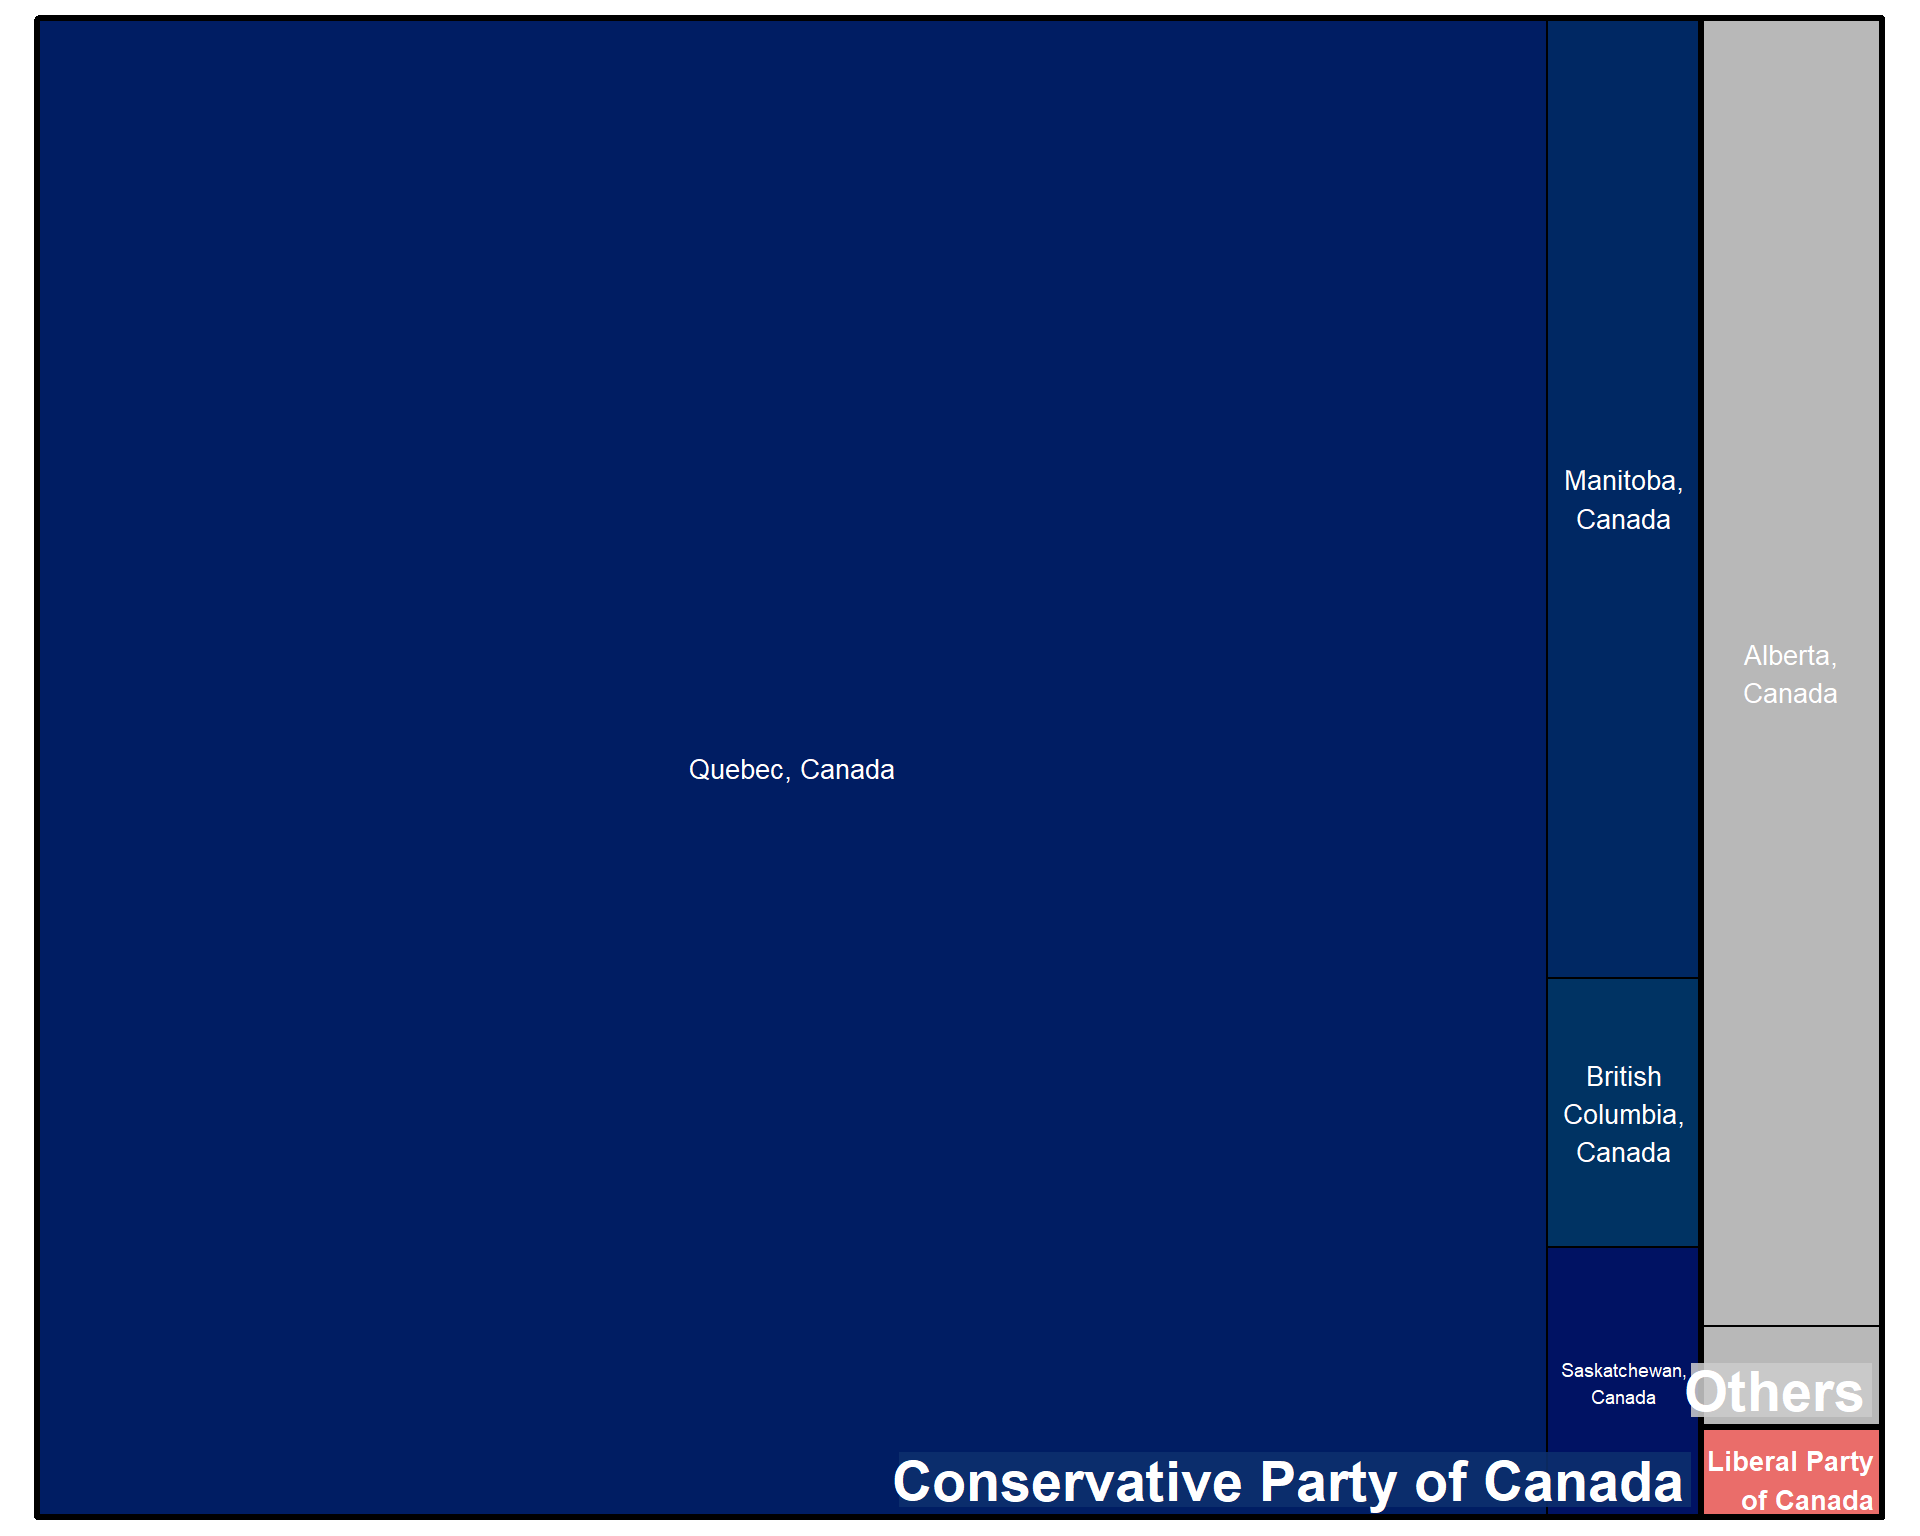 Manitoba,
Canada
Alberta,
Canada
Quebec, Canada
British
Columbia,
Canada
Saskatchewan,
Canada
Others
Conservative Party of Canada
Liberal Party
of Canada